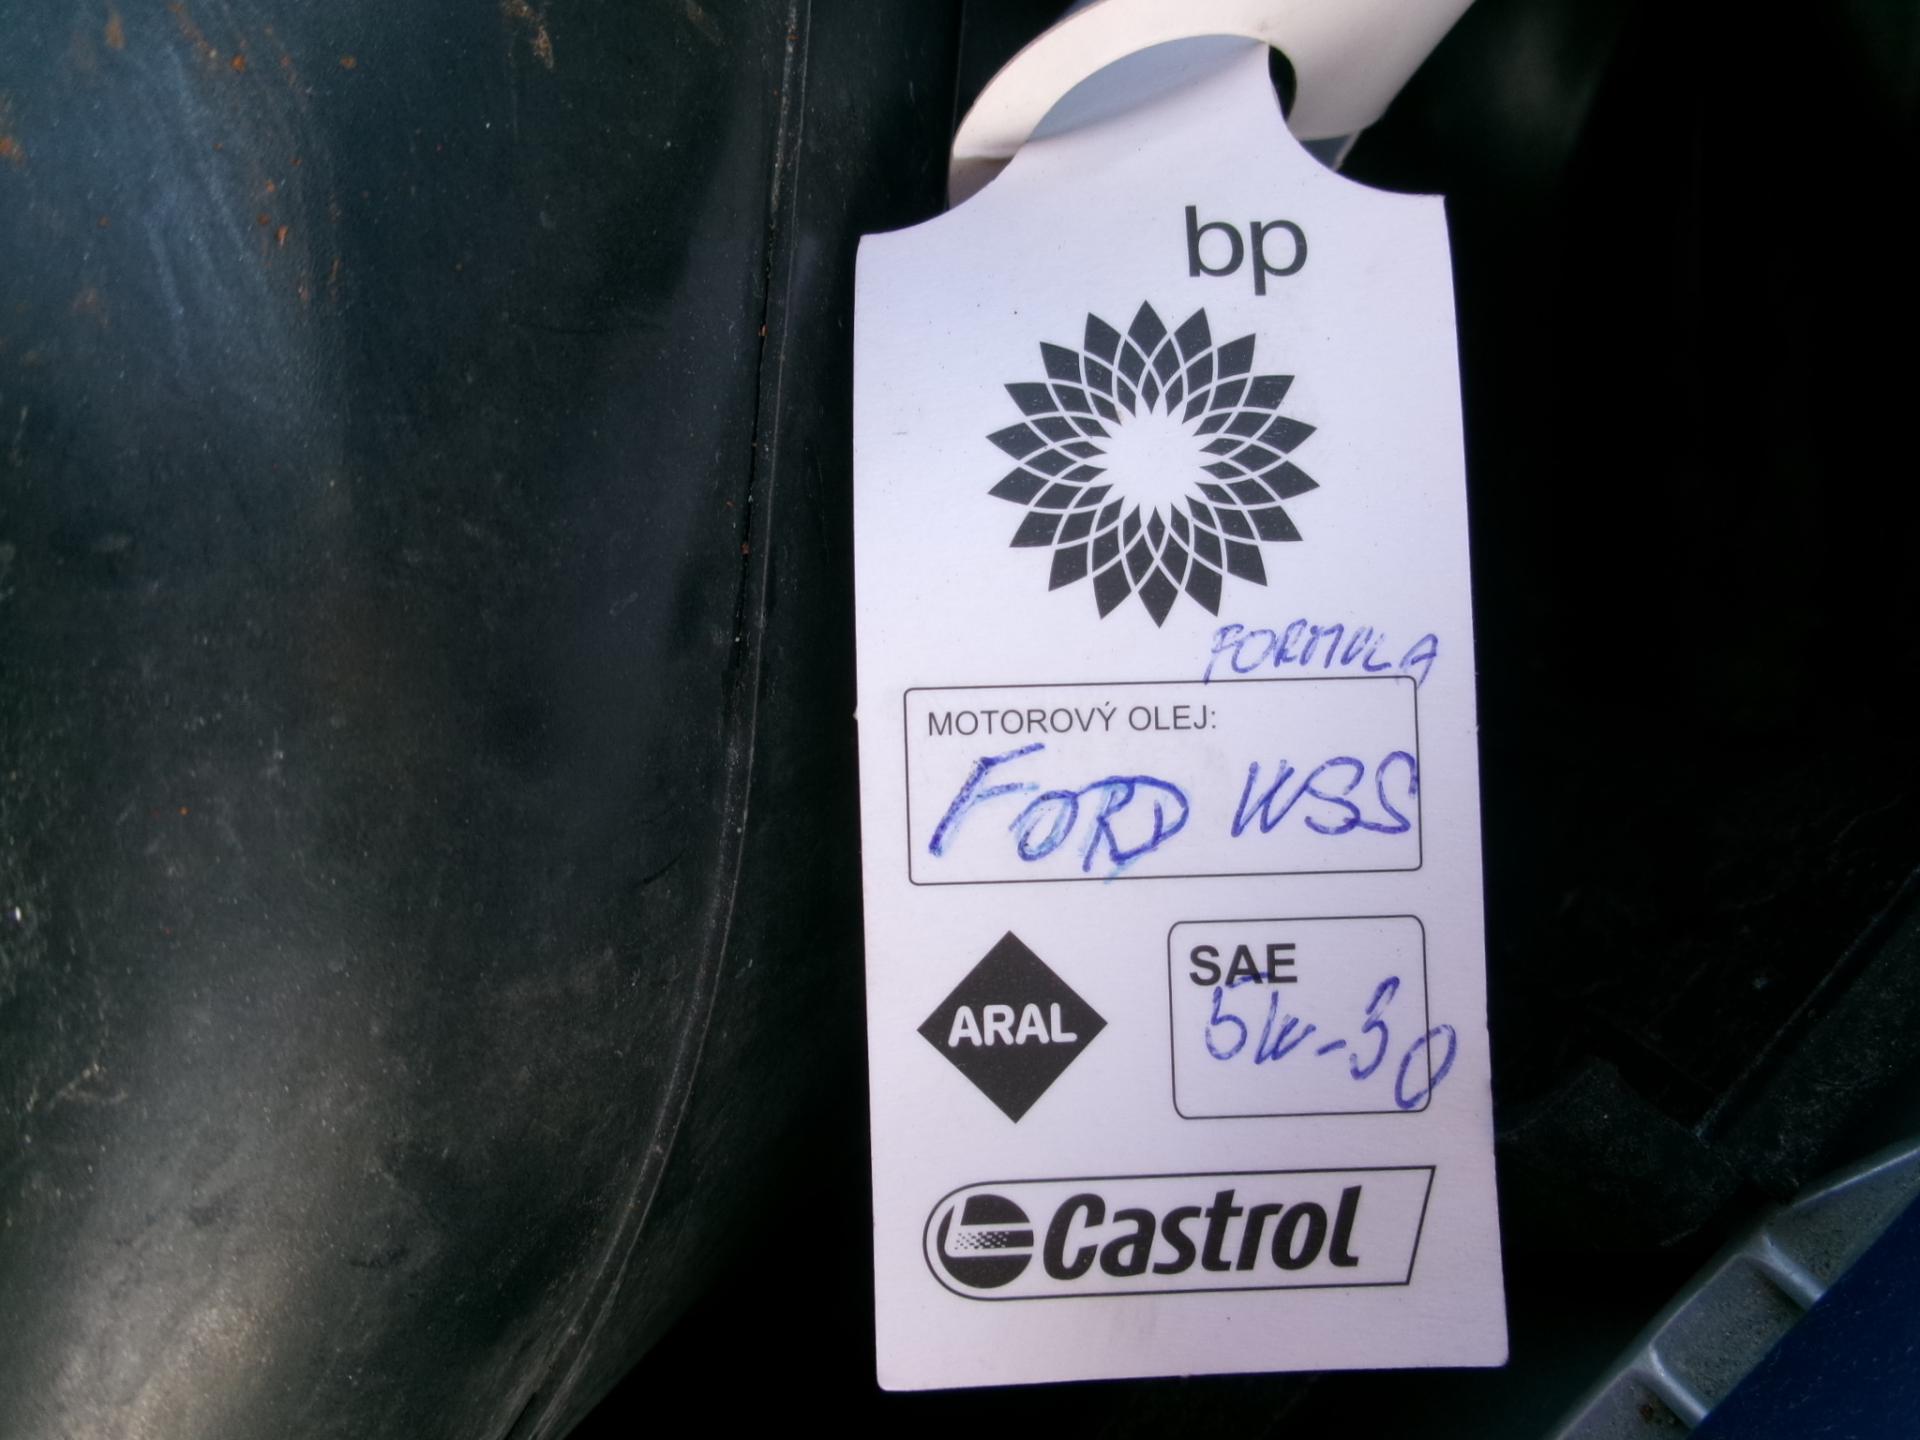 bp
FORMULA
MOTOROVÝ OLEJ:
FORD WSS
ARAL
SAE
5W-30
Castrol